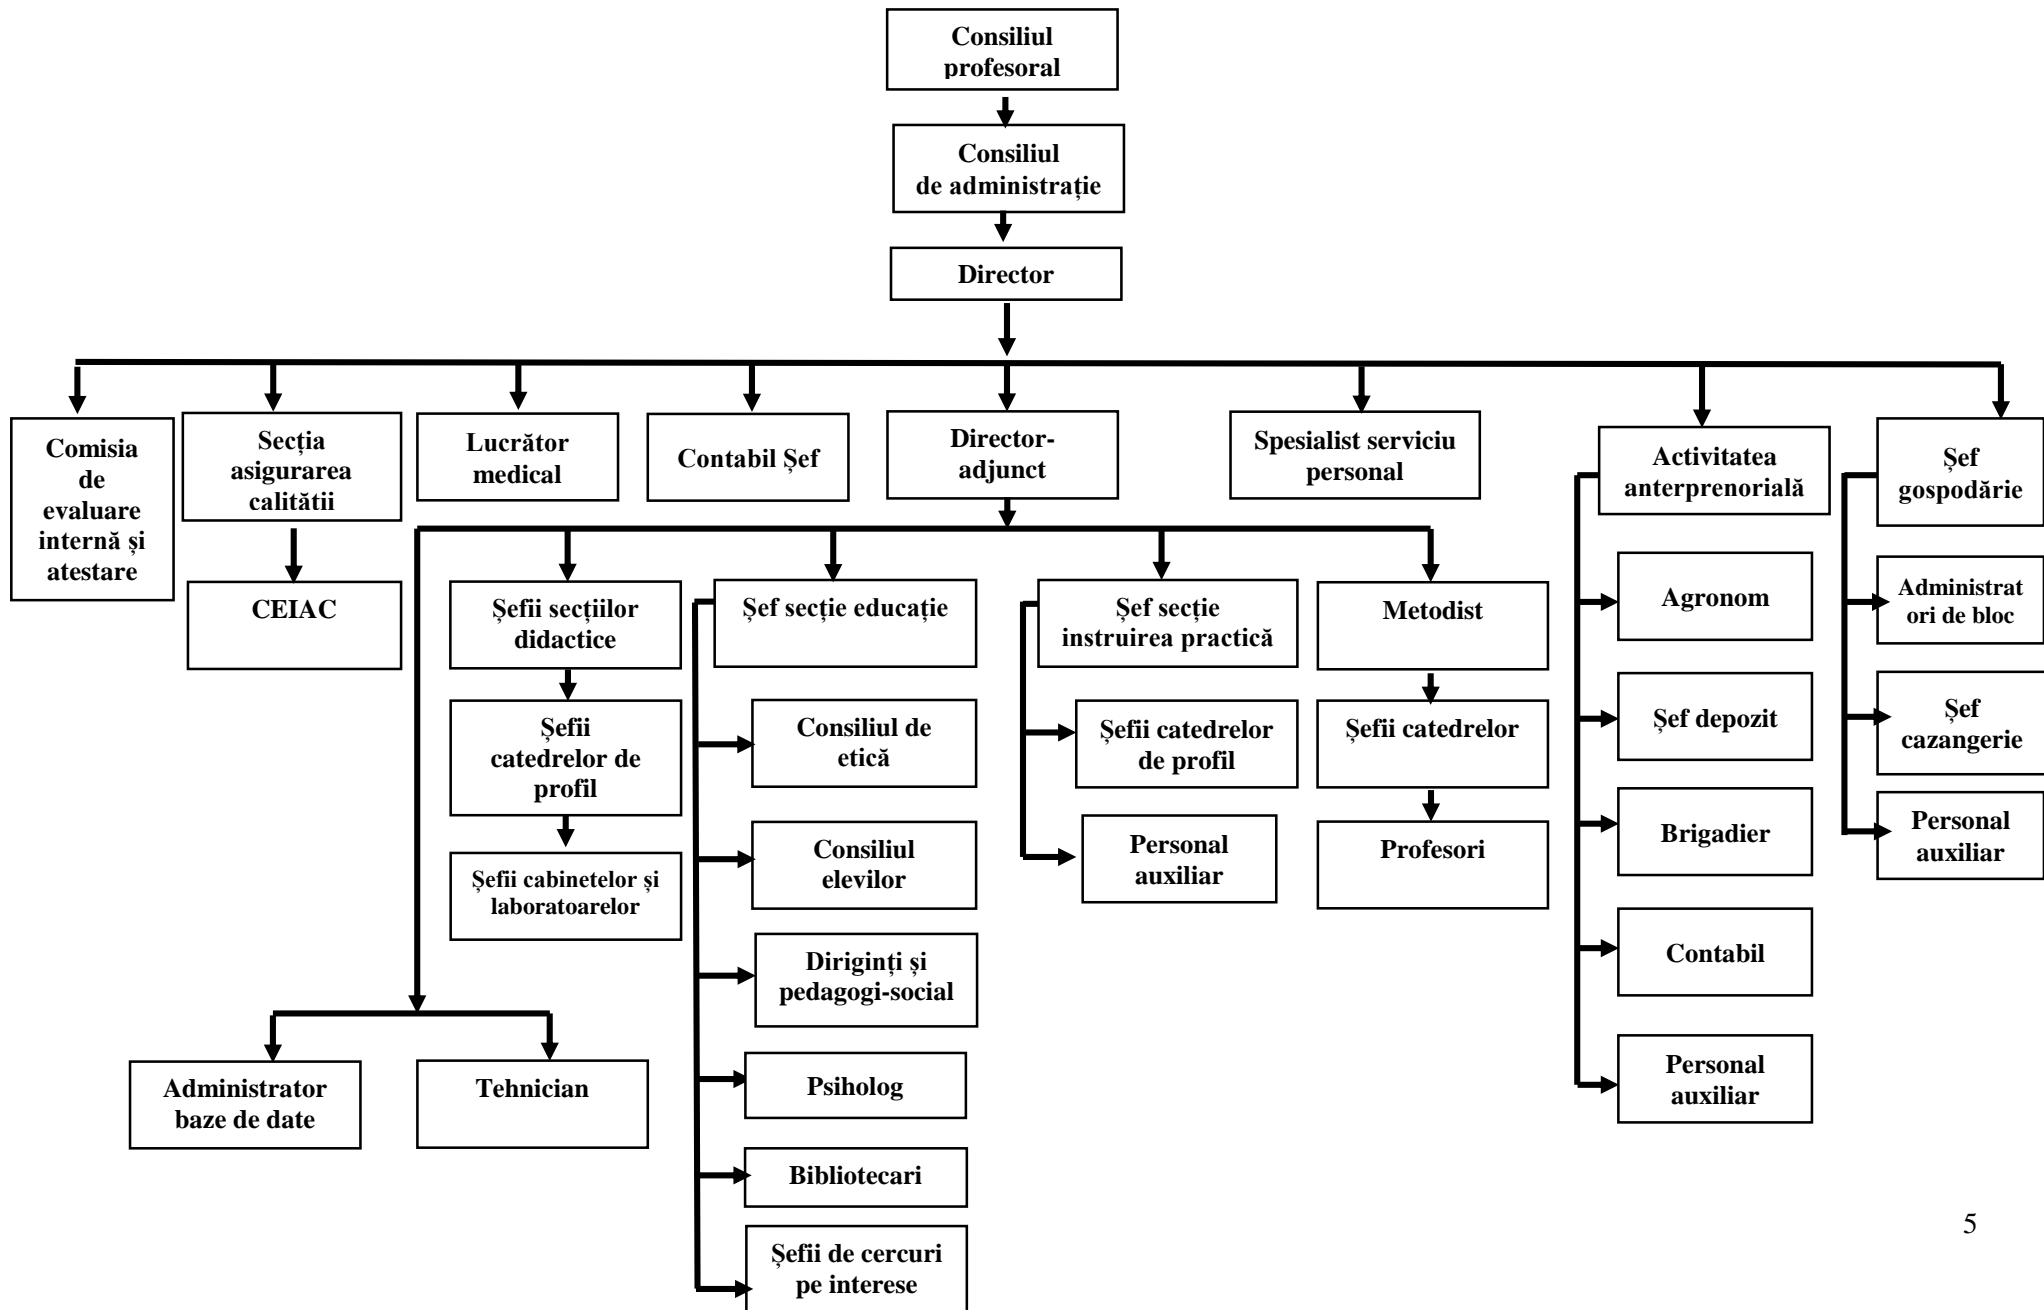 Consiliul
profesoral
Consiliul
de administrație
Director
Comisia
de
evaluare
internă și
atestare
Secția
asigurarea
calitătii
Lucrător
medical
Contabil Șef
Director-
adjunct
Spesialist serviciu
personal
Activitatea
anterprenorială
Șef
gospodărie
CEIAC
Șefii secțiilor
didactice
Șef secție educație
Șef secție
instruirea practică
Metodist
Agronom
Administrat
ori de bloc
Șefii
catedrelor de
profil
Consiliul de
etică
Șefii catedrelor
de profil
Șefii catedrelor
Șef depozit
Șef
cazangerie
Șefii cabinetelor și
laboratoarelor
Consiliul
elevilor
Personal
auxiliar
Profesori
Brigadier
Personal
auxiliar
Diriginți și
pedagogi-social
Contabil
Administrator
baze de date
Tehnician
Psiholog
Personal
auxiliar
Bibliotecari
Șefii de cercuri
pe interese
5